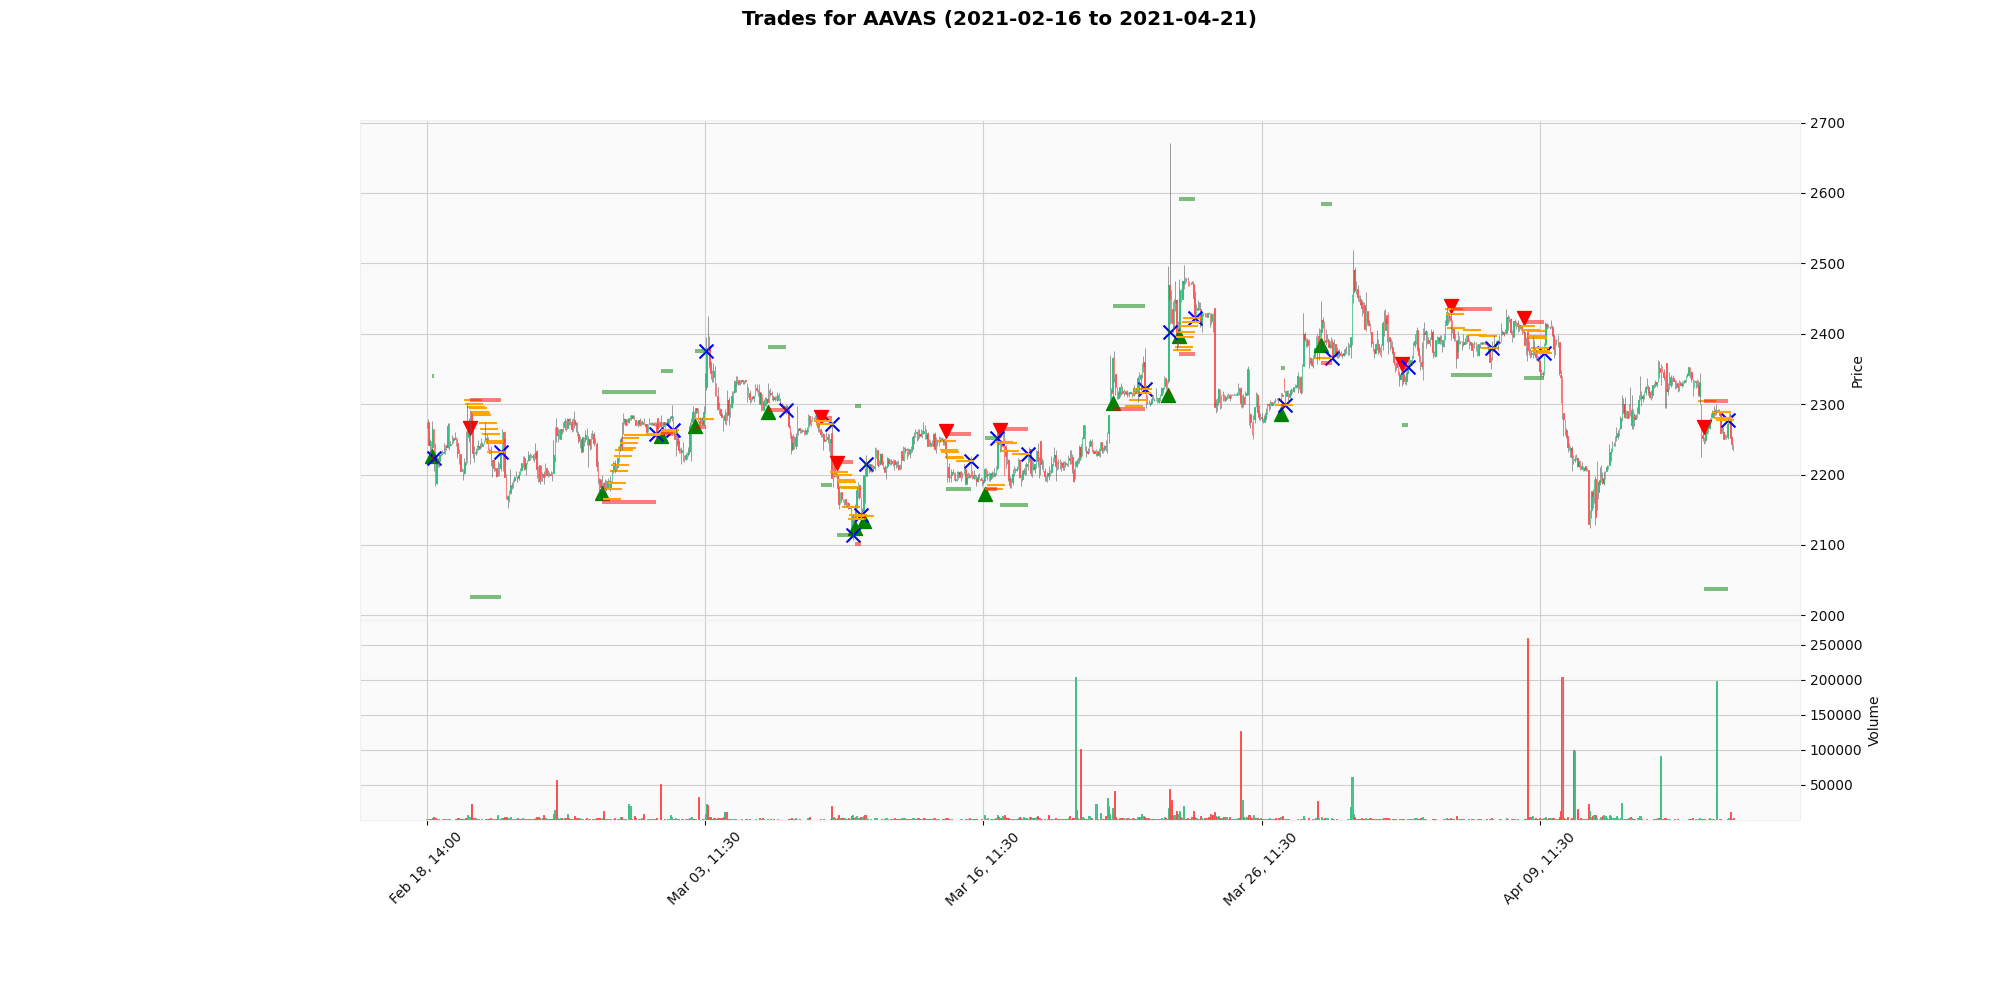 Trades for AAVAS (2021-02-16 to 2021-04-21)
2700
2600
2500
2400
2300
2200
2100
2000
Price
250000
200000
150000
100000
50000
Volume
Feb 18, 14:00
Mar 03, 11:30
Mar 16, 11:30
Mar 26, 11:30
Apr 09, 11:30